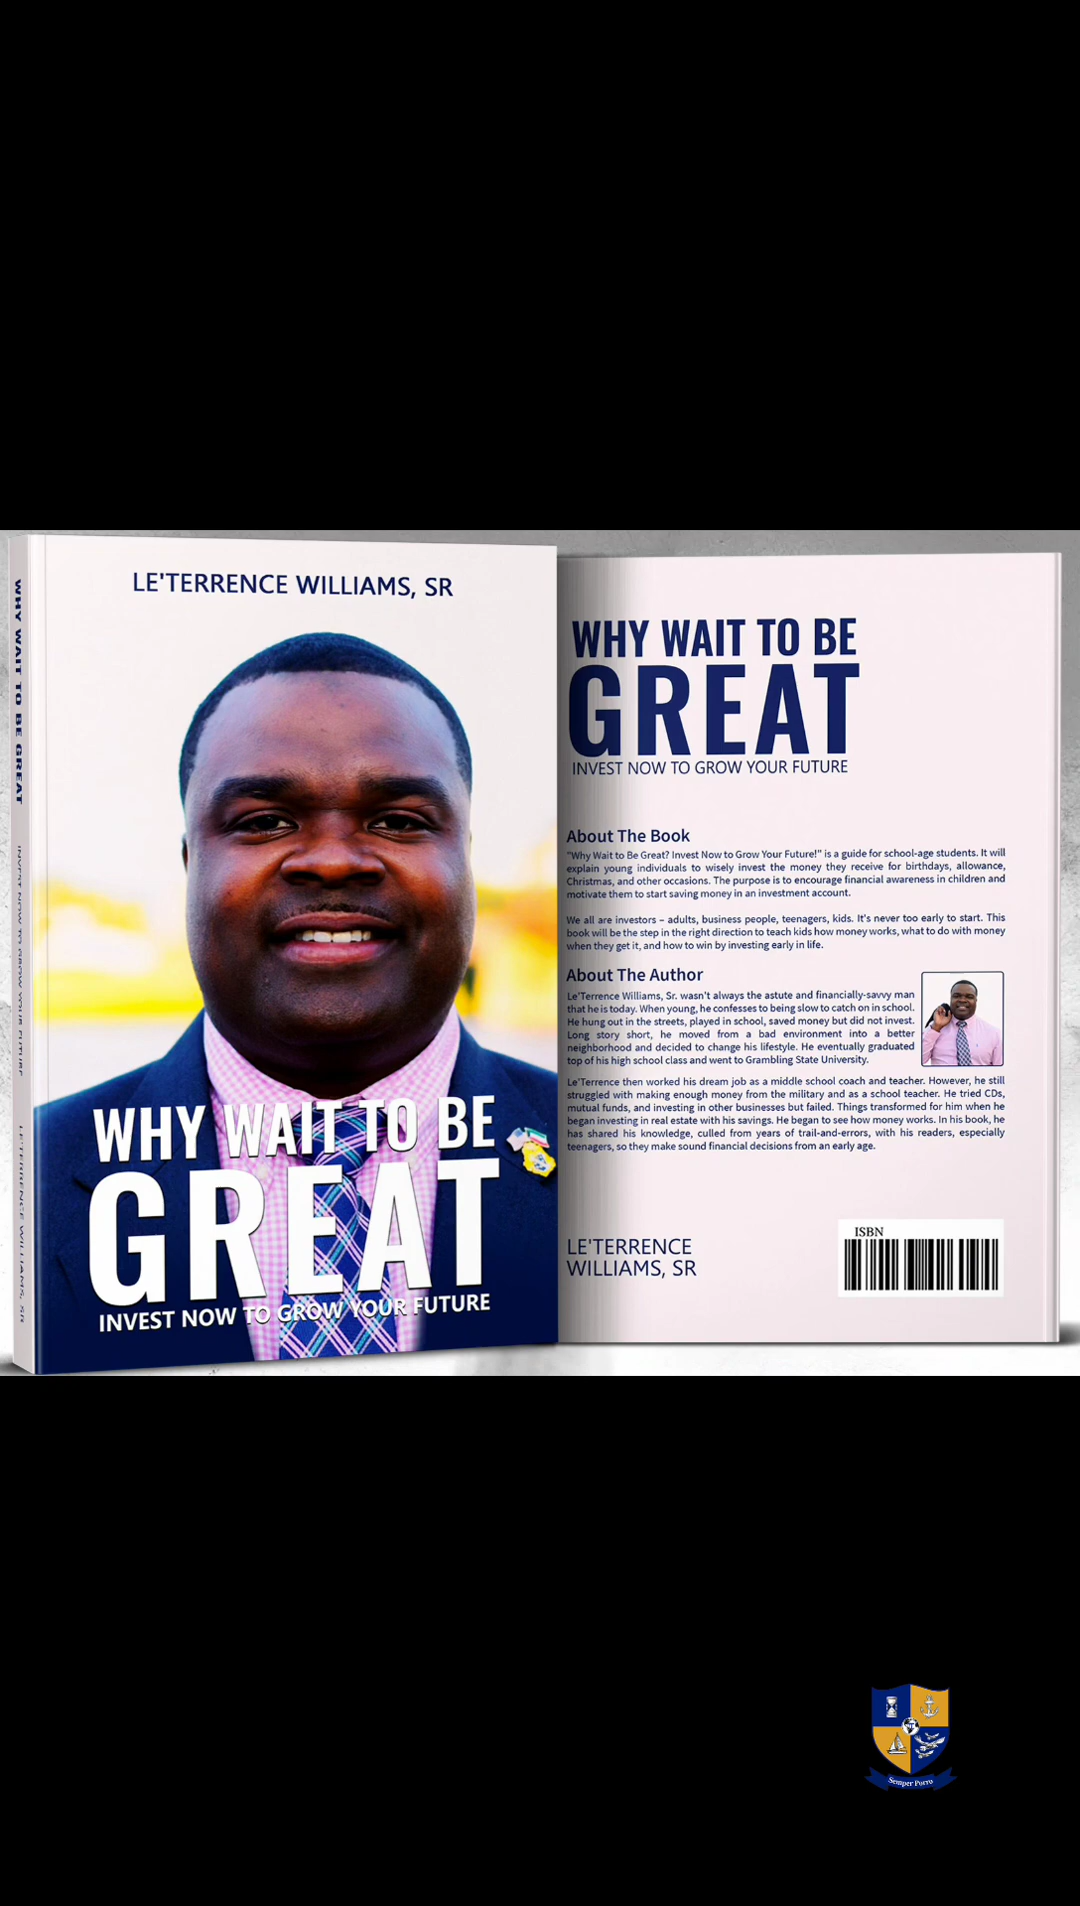 LE'TERRENCE WILLIAMS, SR
WHY WAIT TO BE
GREAT
INVEST NOW TO GROW YOUR FUTURE
WHY WAIT TO BE GREAT
INVEST NOW TO GROW YOUR FUTURE
LE'TERRENCE WILLIAMS, SR
WHY WAIT TO BE
GREAT
INVEST NOW TO GROW YOUR FUTURE
About The Book
"Why Wait to Be Great? Invest Now to Grow Your Future!" is a guide for school-age students. It will
explain young individuals to wisely invest the money they receive for birthdays, allowance,
Christmas, and other occasions. The purpose is to encourage financial awareness in children and
motivate them to start saving money in an investment account.
We all are investors – adults, business people, teenagers, kids. It's never too early to start. This
book will be the step in the right direction to teach kids how money works, what to do with money
when they get it, and how to win by investing early in life.
About The Author
Le'Terrence Williams, Sr. wasn't always the astute and financially-savvy man
that he is today. When young, he confesses to being slow to catch on in school.
He hung out in the streets, played in school, saved money but did not invest.
Long story short, he moved from a bad environment into a better
neighborhood and decided to change his lifestyle. He eventually graduated
top of his high school class and went to Grambling State University.
Le'Terrence then worked his dream job as a middle school coach and teacher. However, he still
struggled with making enough money from the military and as a school teacher. He tried CDs,
mutual funds, and investing in other businesses but failed. Things transformed for him when he
began investing in real estate with his savings. He began to see how money works. In his book, he
has shared his knowledge, culled from years of trail-and-errors, with his readers, especially
teenagers, so they make sound financial decisions from an early age.
LE'TERRENCE
WILLIAMS, SR
ISBN
Semper Porro